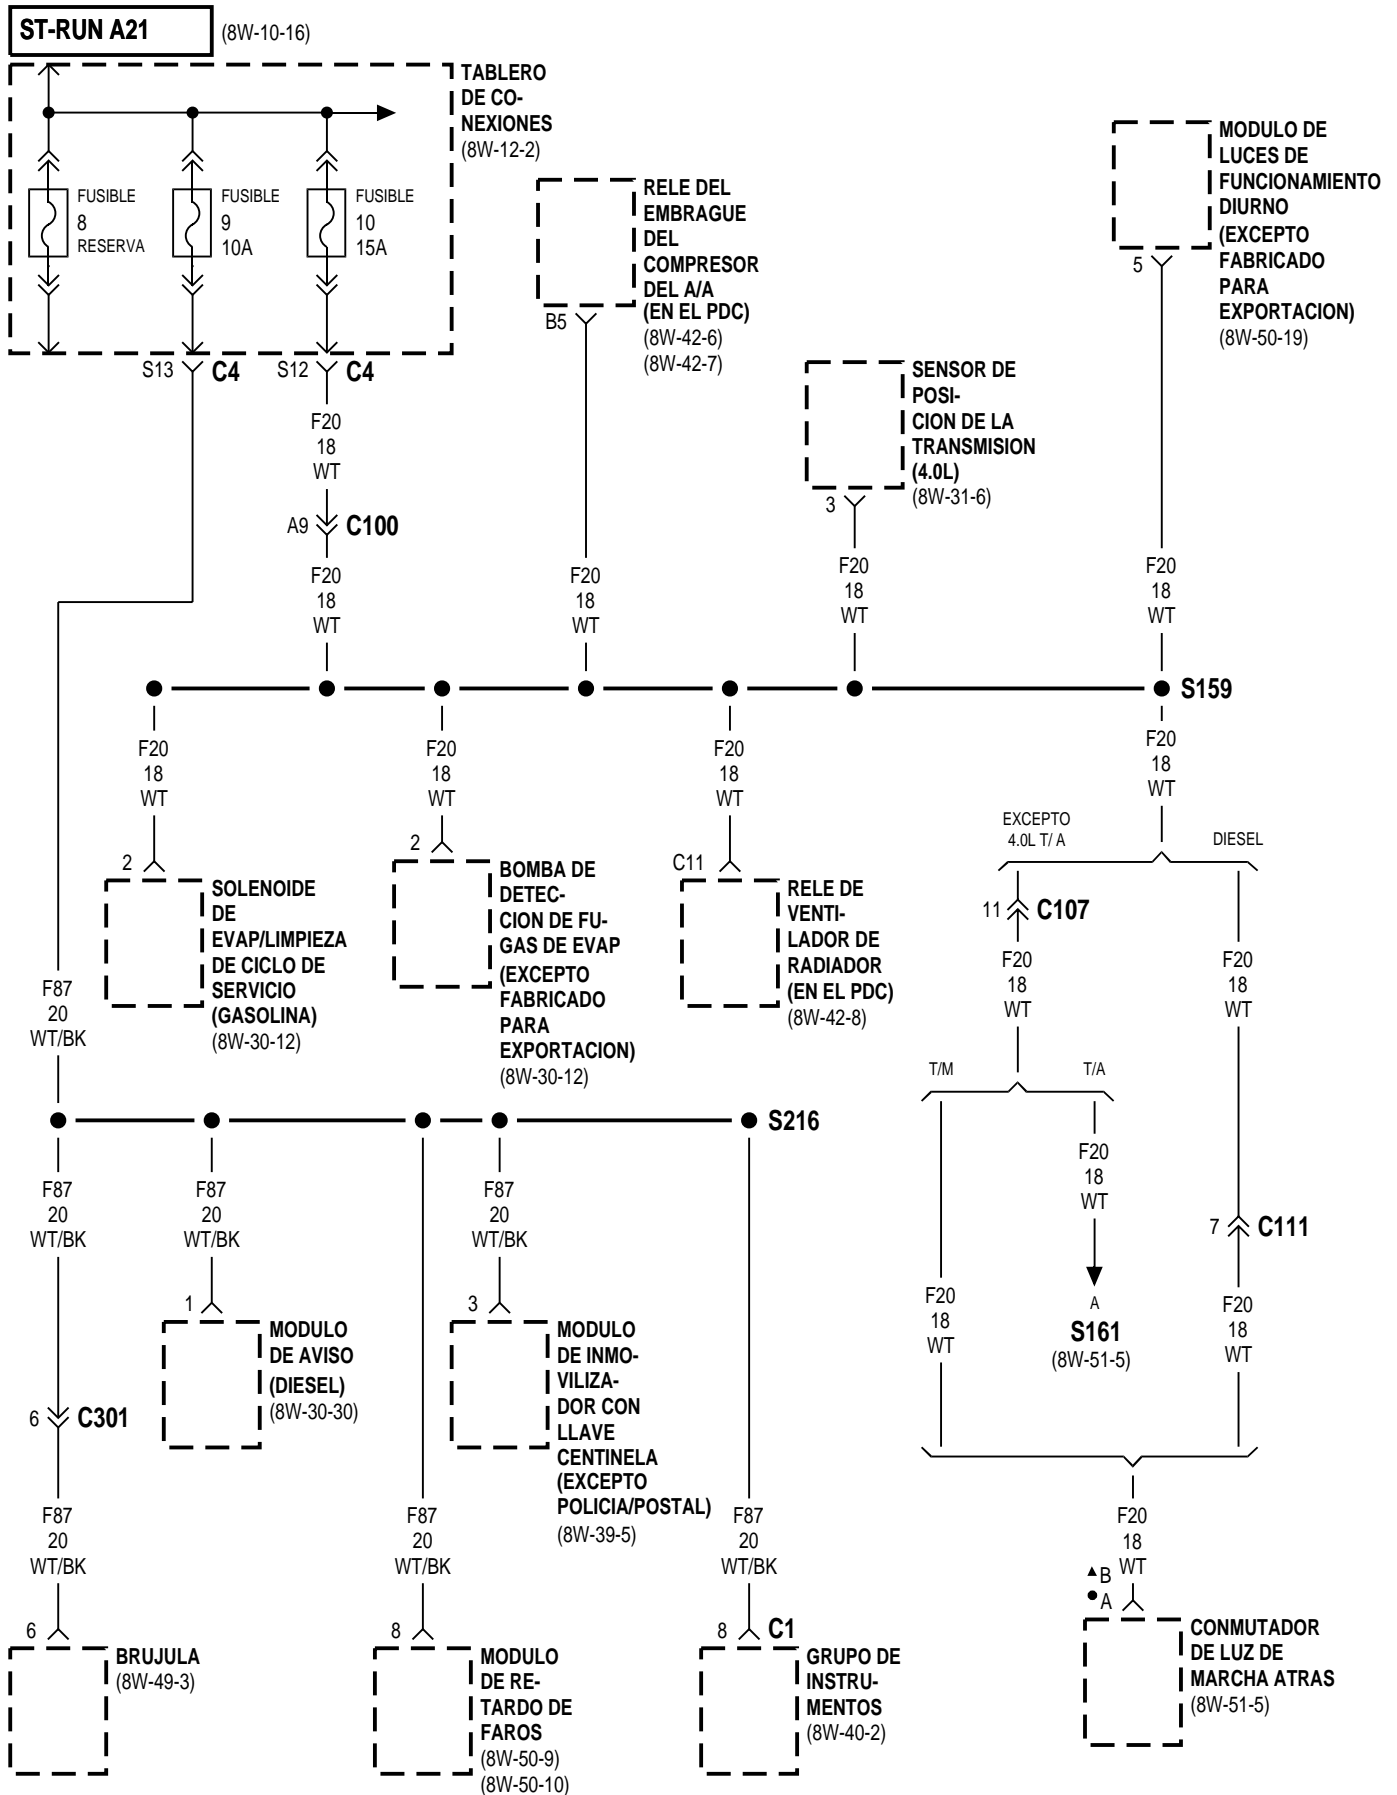 ST-RUN A21
(8W-10-16)
TABLERO
DE CO-
NEXIONES
(8W-12-2)
FUSIBLE
8
RESERVA
FUSIBLE
9
10A
FUSIBLE
10
15A
S13
C4
S12
C4
F20
18
WT
A9
C100
F20
18
WT
RELE DEL
EMBRAGUE
DEL
COMPRESOR
DEL A/A
(EN EL PDC)
(8W-42-6)
(8W-42-7)
B5
F20
18
WT
SENSOR DE
POSI-
CION DE LA
TRANSMISION
(4.0L)
(8W-31-6)
3
F20
18
WT
MODULO DE
LUCES DE
FUNCIONAMIENTO
DIURNO
(EXCEPTO
FABRICADO
PARA
EXPORTACION)
(8W-50-19)
5
F20
18
WT
S159
F20
18
WT
2
SOLENOIDE
DE
EVAP/LIMPIEZA
DE CICLO DE
SERVICIO
(GASOLINA)
(8W-30-12)
F20
18
WT
2
BOMBA DE
DETEC-
CION DE FU-
GAS DE EVAP
(EXCEPTO
FABRICADO
PARA
EXPORTACION)
(8W-30-12)
F20
18
WT
C11
RELE DE
VENTI-
LADOR DE
RADIADOR
(EN EL PDC)
(8W-42-8)
F20
18
WT
EXCEPTO
4.0L T/ A
DIESEL
11
C107
F20
18
WT
F20
18
WT
T/M
T/A
F20
18
WT
A
S161
(8W-51-5)
7
C111
F20
18
WT
F20
18
WT
F20
18
WT
▲B
●A
CONMUTADOR
DE LUZ DE
MARCHA ATRAS
(8W-51-5)
F87
20
WT/BK
S216
F87
20
WT/BK
6
C301
F87
20
WT/BK
6
BRUJULA
(8W-49-3)
F87
20
WT/BK
1
MODULO
DE AVISO
(DIESEL)
(8W-30-30)
F87
20
WT/BK
8
MODULO
DE RE-
TARDO DE
FAROS
(8W-50-9)
(8W-50-10)
F87
20
WT/BK
3
MODULO
DE INMO-
VILIZA-
DOR CON
LLAVE
CENTINELA
(EXCEPTO
POLICIA/POSTAL)
(8W-39-5)
F87
20
WT/BK
8
C1
GRUPO DE
INSTRU-
MENTOS
(8W-40-2)